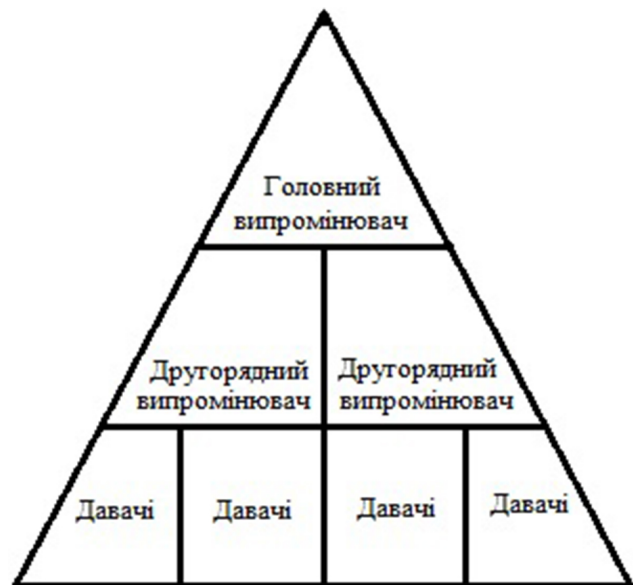 Головний
випромінювач
Другорядний
випромінювач
Другорядний
випромінювач
Давачі
Давачі
Давачі
Давачі